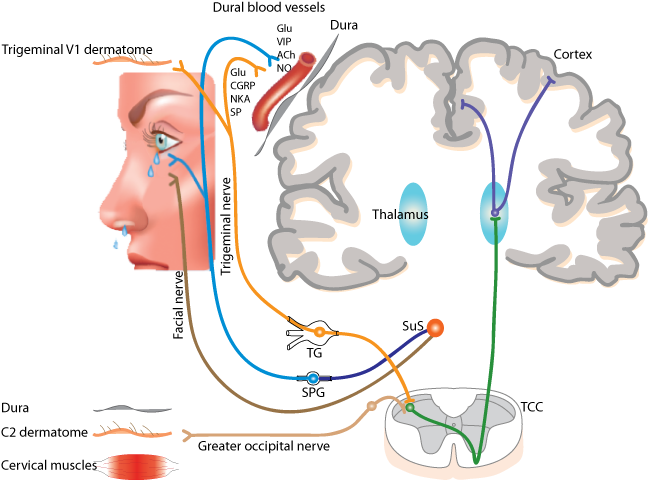 Dural blood vessels
Glu
VIP
ACh
NO
Dura
Trigeminal V1 dermatome
Glu
CGRP
NKA
SP
Cortex
Thalamus
Trigeminal nerve
Facial nerve
SuS
TG
SPG
TCC
Dura
C2 dermatome
Greater occipital nerve
Cervical muscles